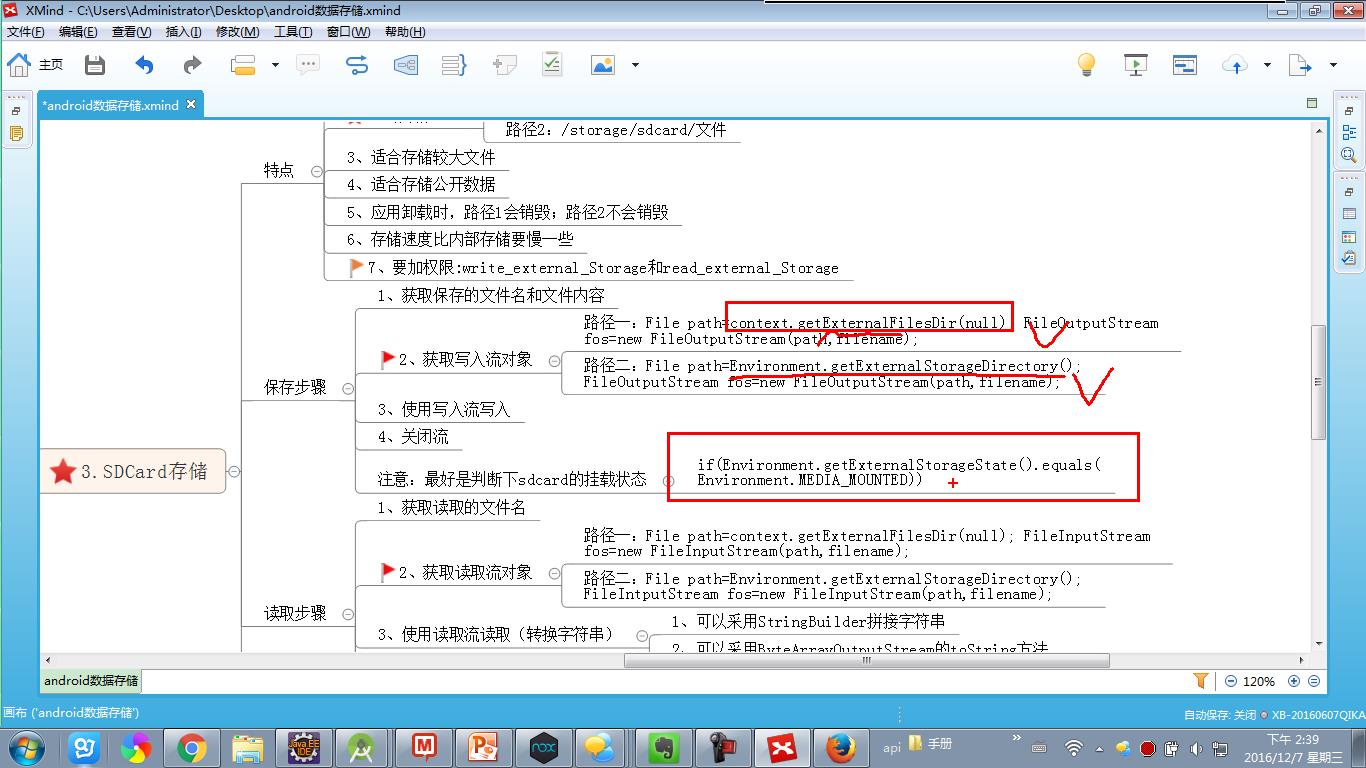 XMind - C:\Users\Administrator\Desktop\android数据存储.xmind
文件(F) 编辑(E) 查看(V) 插入(I) 修改(M) 工具(T) 窗口(W) 帮助(H)
主页
*android数据存储.xmind
路径2: /storage/sdcard/文件
特点
3、适合存储较大文件
4、适合存储公开数据
5、应用卸载时，路径1会销毁；路径2不会销毁
6、存储速度比内部存储要慢一些
7、要加权限:write_external_Storage和read_external_Storage
3.SDCard存储
保存步骤
1、获取保存的文件名和文件内容
2、获取写入流对象
路径一：File path=context.getExternalFilesDir(null) FileOutputStream
fos=new FileOutputStream(path,filename);
路径二：File path=Environment.getExternalStorageDirectory();
FileOutputStream fos=new FileOutputStream(path,filename);
3、使用写入流写入
4、关闭流
注意：最好是判断下sdcard的挂载状态
if(Environment.getExternalStorageState().equals(
Environment.MEDIA_MOUNTED))
读取步骤
1、获取读取的文件名
2、获取读取流对象
路径一：File path=context.getExternalFilesDir(null); FileInputStream
fos=new FileInputStream(path,filename);
路径二：File path=Environment.getExternalStorageDirectory();
FileIntputStream fos=new FileInputStream(path,filename);
3、使用读取流读取（转换字符串）
1、可以采用StringBuilder拼接字符串
2、可以采用ByteArrayOutputStream的toString方法
android数据存储
120%
画布 ('android数据存储')
自动保存: 关闭
XB-20160607QIKA
Java EE
IDE
nox
api
手册
下午 2:39
2016/12/7 星期三